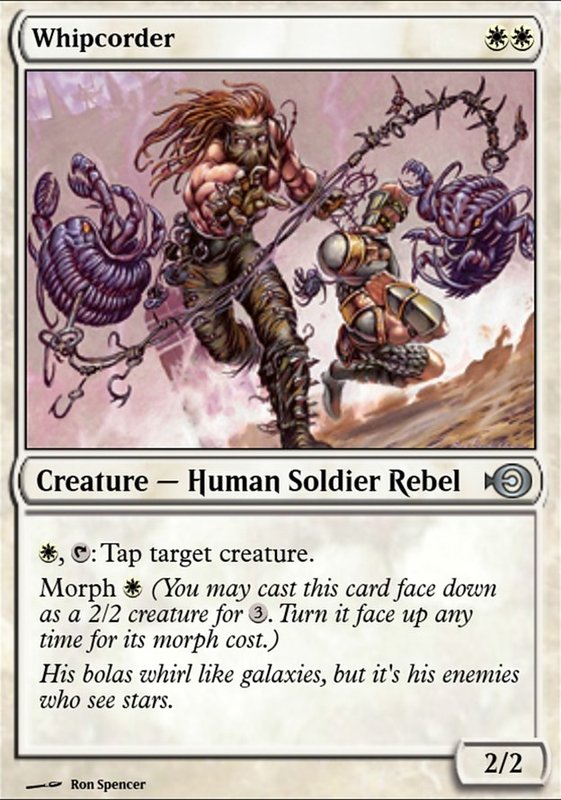 Whipcorder
Creature — Human Soldier Rebel
, : Tap target creature.
Morph (You may cast this card face down
as a 2/2 creature for 3. Turn it face up any
time for its morph cost.)
His bolas whirl like galaxies, but it's his enemies
who see stars.
2/2
Ron Spencer